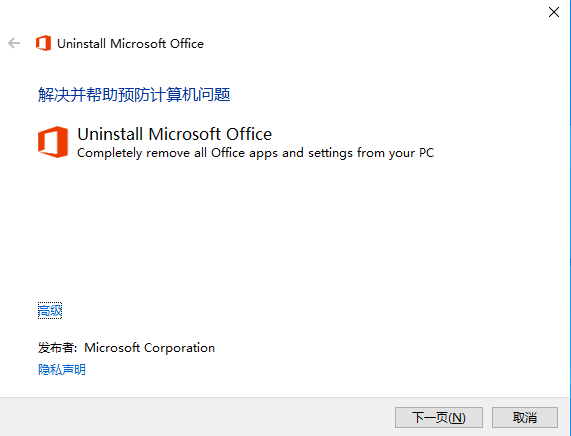 Uninstall Microsoft Office
解决并帮助预防计算机问题
Uninstall Microsoft Office
Completely remove all Office apps and settings from your PC
高级
发布者: Microsoft Corporation
隐私声明
下一页(N)
取消